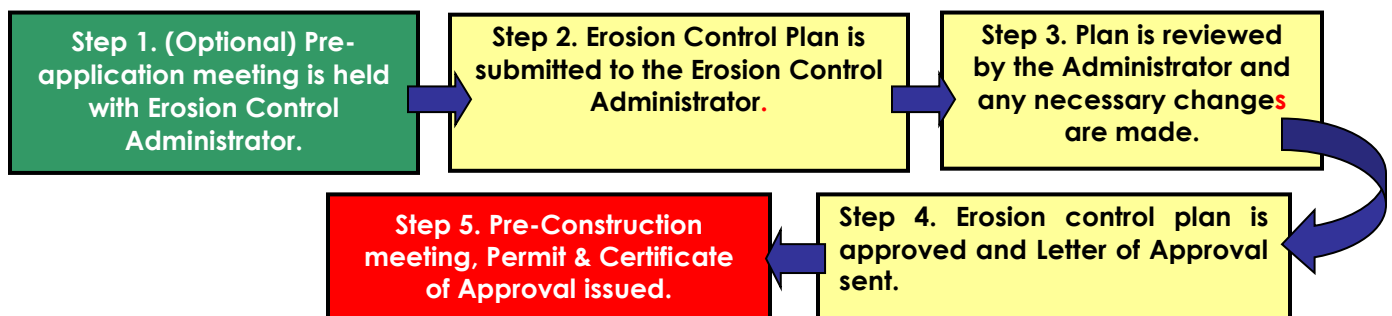 Step 1. (Optional) Pre-
application meeting is held
with Erosion Control
Administrator.
Step 2. Erosion Control Plan is
submitted to the Erosion Control
Administrator.
Step 3. Plan is reviewed
by the Administrator and
any necessary changes
are made.
Step 4. Erosion control plan is
approved and Letter of Approval
sent.
Step 5. Pre-Construction
meeting, Permit & Certificate
of Approval issued.